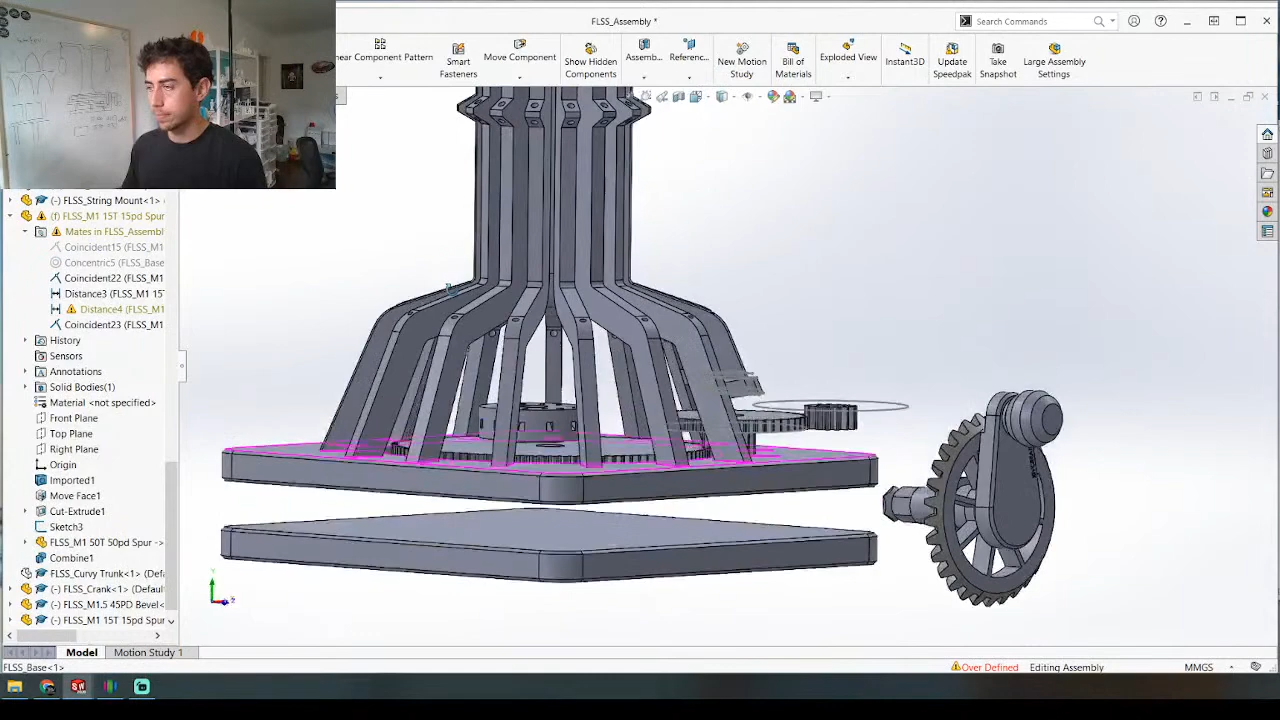 FLSS_Assembly *
Search Commands
near Component Pattern
Smart Fasteners
Move Component
Show Hidden Components
Assemb...
Referenc...
New Motion Study
Bill of Materials
Exploded View
Instant3D
Update Speedpak
Take Snapshot
Large Assembly Settings
(-) FLSS_String Mount<1>
(f) FLSS_M1 15T 15pd Spur
Mates in FLSS_Assembl
Coincident15 (FLSS_M1
Concentric5 (FLSS_Base
Coincident22 (FLSS_M1
Distance3 (FLSS_M1 15T
Distance4 (FLSS_M1
Coincident23 (FLSS_M1
History
Sensors
Annotations
Solid Bodies(1)
Material <not specified>
Front Plane
Top Plane
Right Plane
Origin
Imported1
Move Face1
Cut-Extrude1
Sketch3
FLSS_M1 50T 50pd Spur ->
Combine1
FLSS_Curvy Trunk<1> (Defa
(-) FLSS_Crank<1> (Default
(-) FLSS_M1.5 45PD Bevel<
(-) FLSS_M1 15T 15pd Spur
Model
Motion Study 1
FLSS_Base<1>
Over Defined
Editing Assembly
MMGS